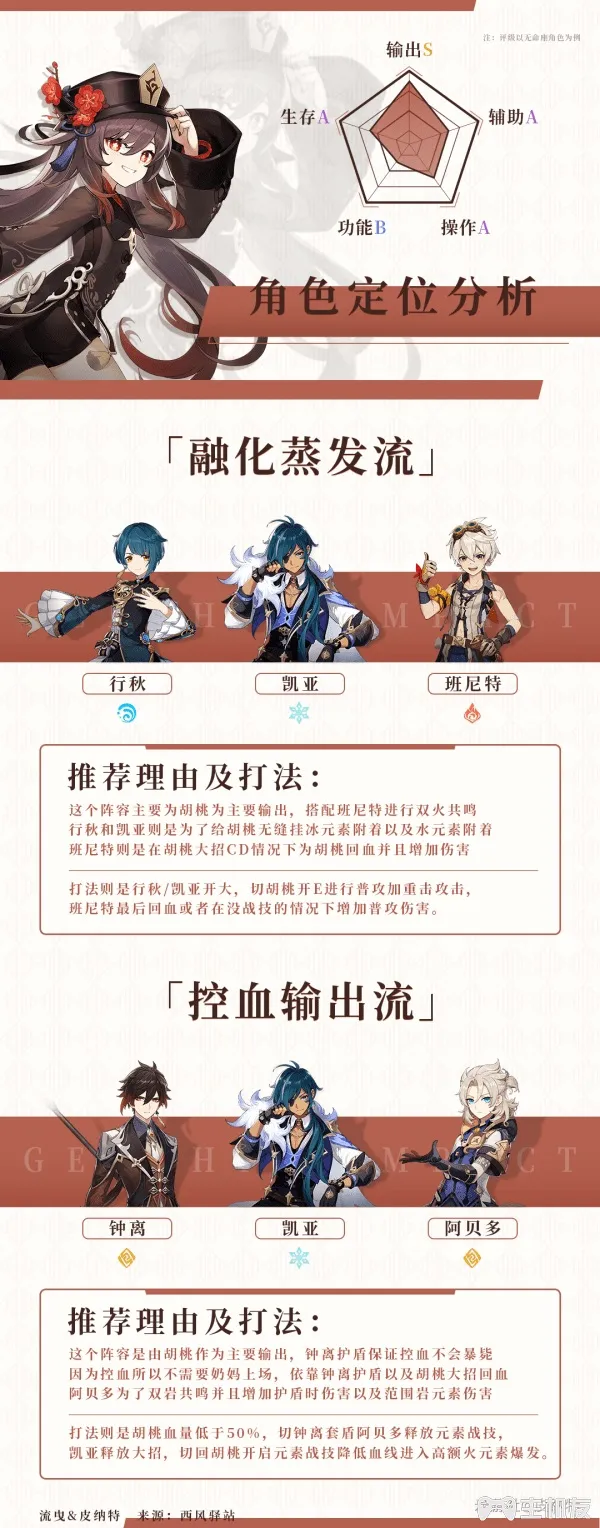 注：评级以无命座角色为例
输出S
生存A
辅助A
功能B
操作A
角色定位分析
「融化蒸发流」
行秋
凯亚
班尼特
推荐理由及打法：
这个阵容主要为胡桃为主要输出，搭配班尼特进行双火共鸣
行秋和凯亚则是为了给胡桃无缝挂冰元素附着以及水元素附着
班尼特则是在胡桃大招CD情况下为胡桃回血并且增加伤害
打法则是行秋/凯亚开大，切胡桃开E进行普攻加重击攻击，
班尼特最后回血或者在没战技的情况下增加普攻伤害。
「控血输出流」
钟离
凯亚
阿贝多
推荐理由及打法：
这个阵容是由胡桃作为主要输出，钟离护盾保证控血不会暴毙
因为控血所以不需要奶妈上场，依靠钟离护盾以及胡桃大招回血
阿贝多为了双岩共鸣并且增加护盾时伤害以及范围岩元素伤害
打法则是胡桃血量低于50%，切钟离套盾阿贝多释放元素战技，
凯亚释放大招，切回胡桃开启元素战技降低血线进入高额火元素爆发。
流曳&皮纳特 来源：西风驿站